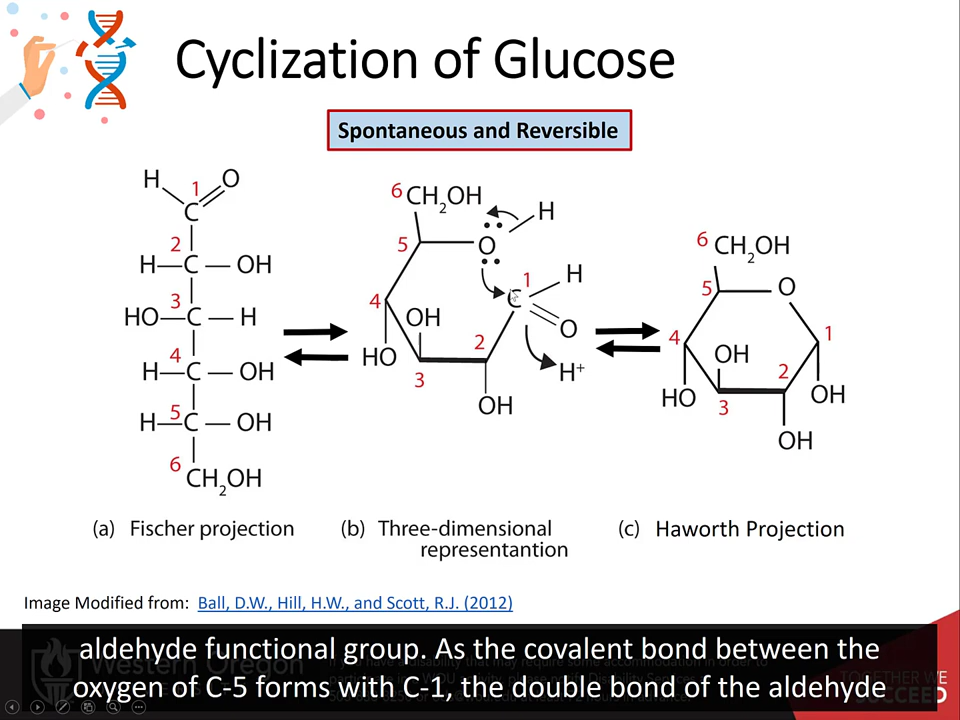 Cyclization of Glucose
Spontaneous and Reversible
H 1 O
C
2
H—C—OH
3
HO—C—H
4
H—C—OH
5
H—C—OH
6
CH2OH
6 CH2OH
H
5
O
1
H
C
4
OH
O
2
HO
H+
3
OH
6 CH2OH
5
O
1
4
OH
2
HO
3
OH
OH
(a) Fischer projection
(b) Three-dimensional
representantion
(c) Haworth Projection
Image Modified from: Ball, D.W., Hill, H.W., and Scott, R.J. (2012)
aldehyde functional group. As the covalent bond between the
oxygen of C-5 forms with C-1, the double bond of the aldehyde